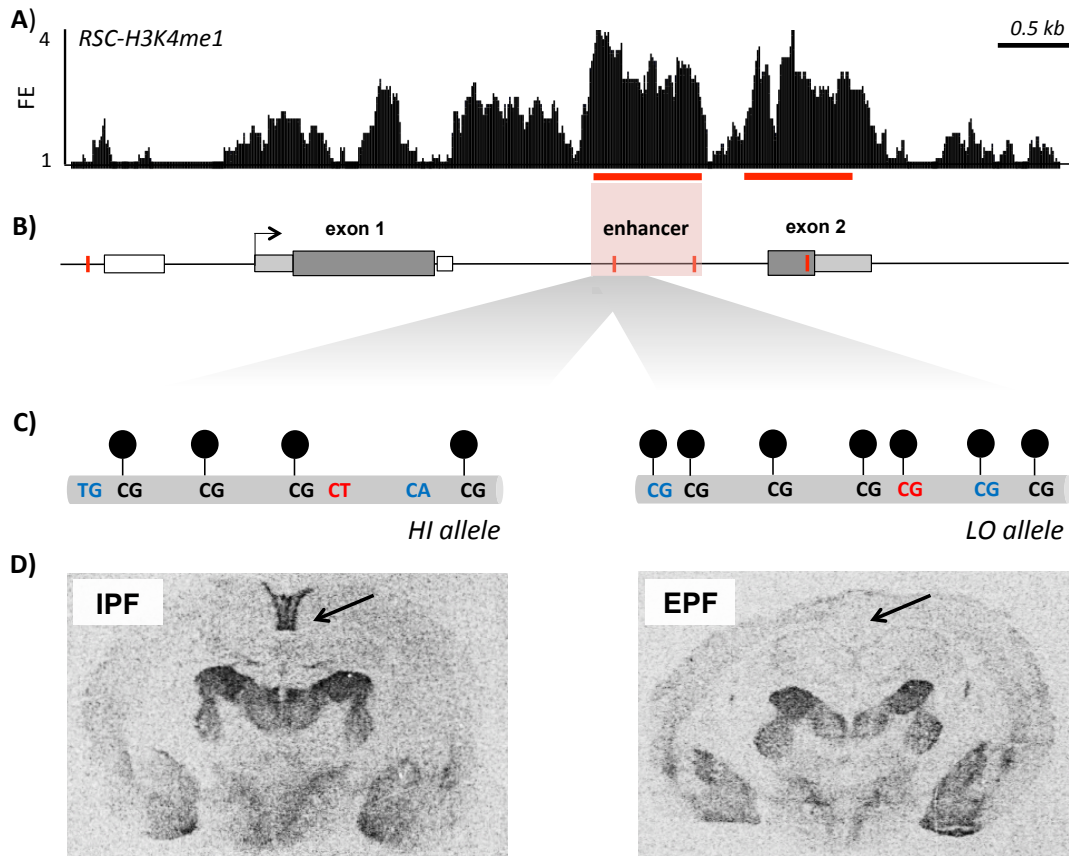 A)
RSC-H3K4me1
0.5 kb
4
FE
1
B)
exon 1
enhancer
exon 2
C)
TG CG CG CG CT CA CG
HI allele
CG CG CG CG CG CG CG
LO allele
D)
IPF
EPF